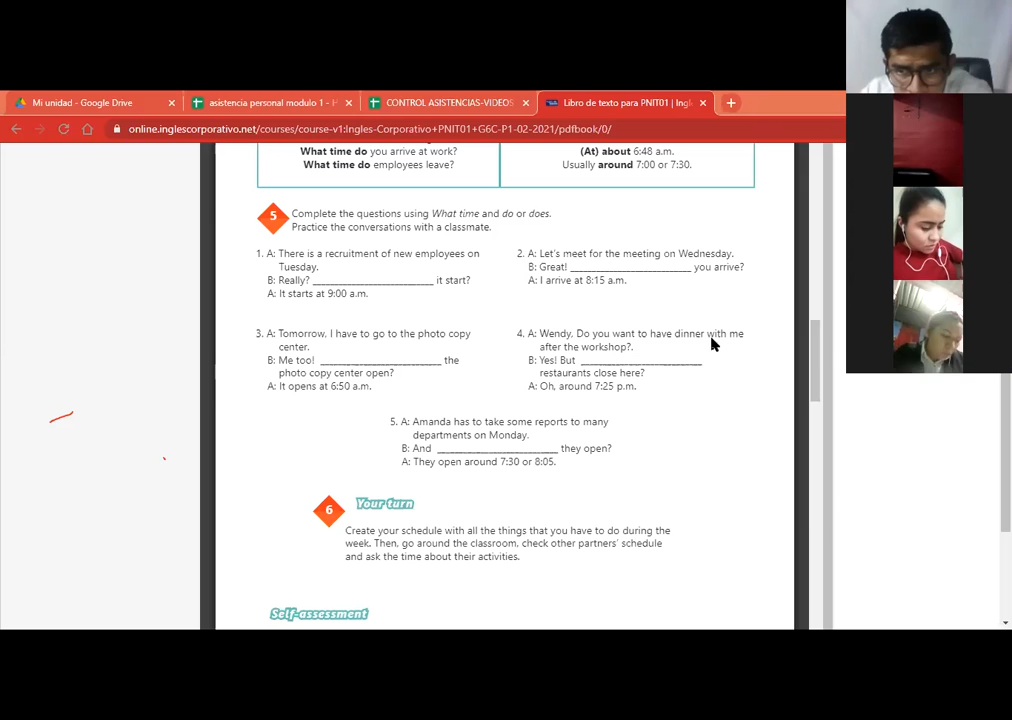 Mi unidad - Google Drive
asistencia personal modulo 1 - H
CONTROL ASISTENCIAS-VIDEOS
Libro de texto para PNIT01 | Ingl
online.inglescorporativo.net/courses/course-v1:Ingles-Corporativo+PNIT01+G6C-P1-02-2021/pdfbook/0/
What time do you arrive at work?
What time do employees leave?
(At) about 6:48 a.m.
Usually around 7:00 or 7:30.
5
Complete the questions using What time and do or does.
Practice the conversations with a classmate.
1. A: There is a recruitment of new employees on
Tuesday.
B: Really? ________________________ it start?
A: It starts at 9:00 a.m.
2. A: Let's meet for the meeting on Wednesday.
B: Great! ________________________ you arrive?
A: I arrive at 8:15 a.m.
3. A: Tomorrow, I have to go to the photo copy
center.
B: Me too! ________________________ the
photo copy center open?
A: It opens at 6:50 a.m.
4. A: Wendy, Do you want to have dinner with me
after the workshop?.
B: Yes! But ________________________
restaurants close here?
A: Oh, around 7:25 p.m.
5. A: Amanda has to take some reports to many
departments on Monday.
B: And ________________________ they open?
A: They open around 7:30 or 8:05.
6
Your turn
Create your schedule with all the things that you have to do during the
week. Then, go around the classroom, check other partners' schedule
and ask the time about their activities.
Self-assessment